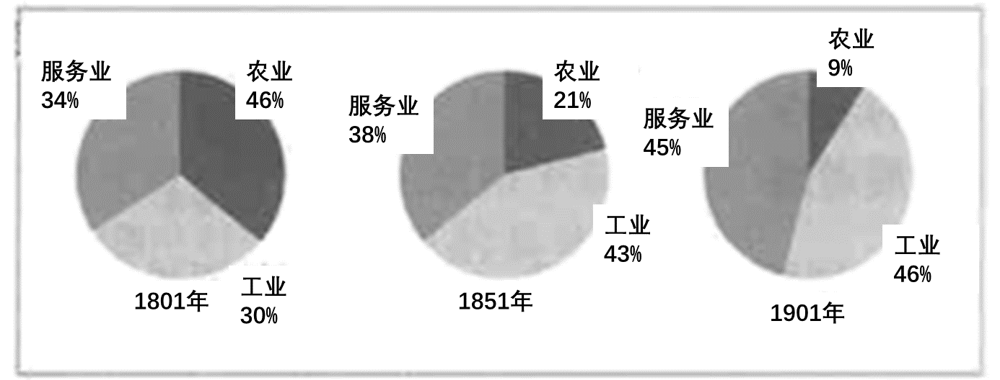 服务业
34%
农业
46%
工业
30%
1801年
服务业
38%
农业
21%
工业
43%
1851年
农业
9%
服务业
45%
工业
46%
1901年